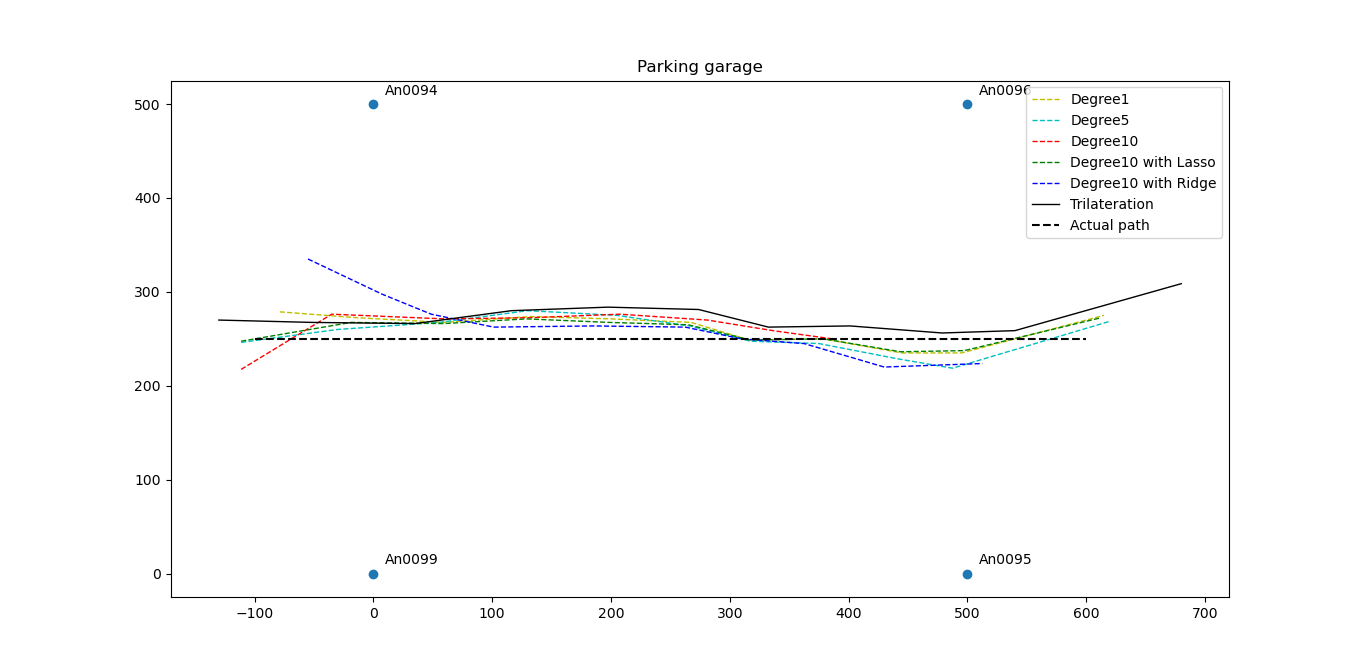 Parking garage
An0094
An0096
Degree1
Degree5
Degree10
Degree10 with Lasso
Degree10 with Ridge
Trilateration
Actual path
500
400
300
200
100
0
An0099
An0095
−100 0 100 200 300 400 500 600 700